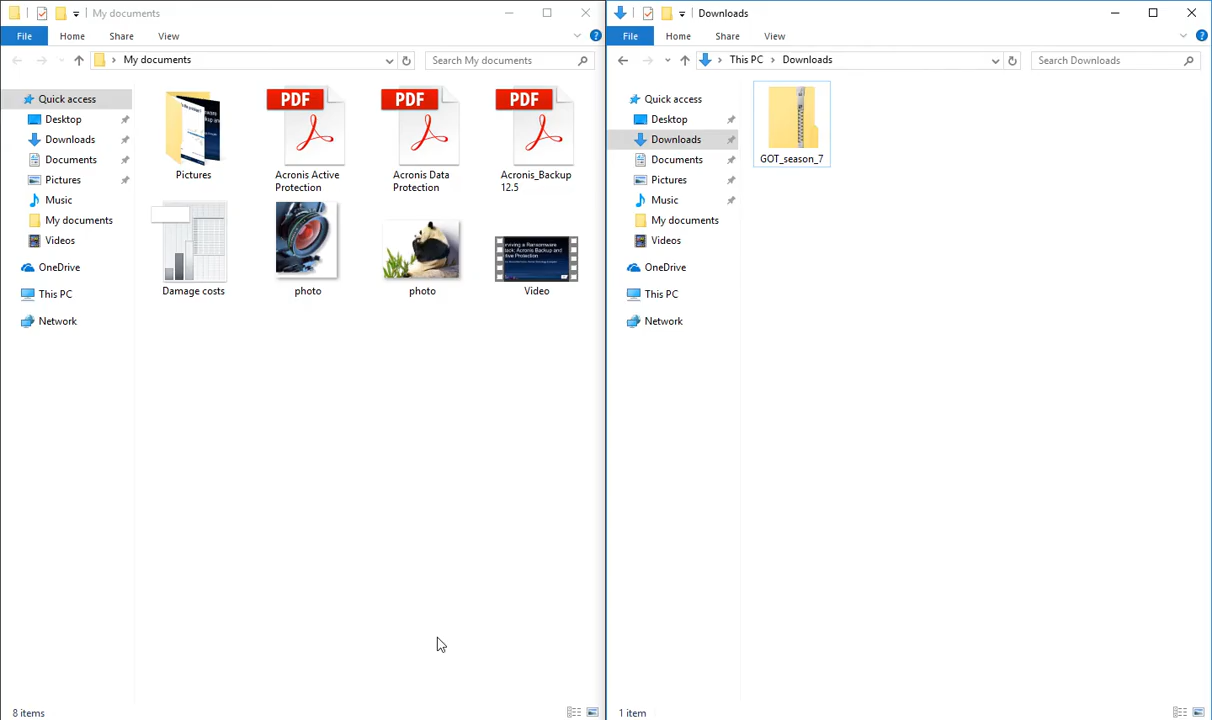 My documents
File Home Share View
My documents
Search My documents
Quick access
Desktop
Downloads
Documents
Pictures
Music
My documents
Videos
OneDrive
This PC
Network
Pictures
PDF
Acronis Active
Protection
PDF
Acronis Data
Protection
PDF
Acronis_Backup
12.5
Damage costs
photo
photo
Video
8 items
Downloads
File Home Share View
This PC Downloads
Search Downloads
Quick access
Desktop
Downloads
Documents
Pictures
Music
My documents
Videos
OneDrive
This PC
Network
GOT_season_7
1 item